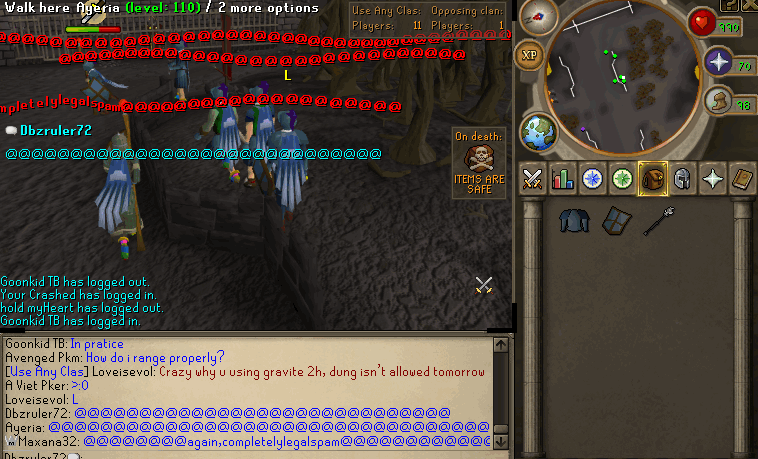 Walk here Ayeria (level: 110) / 2 more options
Use Any Clas: Opposing clan:
Players: 11 Players: 1
L
mpletelylegalspam@@@@@@@@@@@@@@@@@@@@@@
Dbzruler72
@@@@@@@@@@@@@@@@@@@@@@@@@@@@@
On death:
ITEMS ARE
SAFE
Goonkid TB has logged out.
Your Crashed has logged in.
hold myHeart has logged out.
Goonkid TB has logged in.
Goonkid TB: In pratice
Avenged Pkm: How do i range properly?
[Use Any Clas] Loveisevol: Crazy why u using gravite 2h, dung isn't allowed tomorrow
A Viet Pker: >:O
Loveisevol: L
Dbzruler72: @@@@@@@@@@@@@@@@@@@@@@@@@@@@@
Ayeria: @@@@@@@@@@@@@@@@@@@@@@@@@@@@@@@@
Maxana32: @@@@@@@@again,completelylegalspam@@@@@@@@@@@@
Dbzruler72:
XP
990
70
98